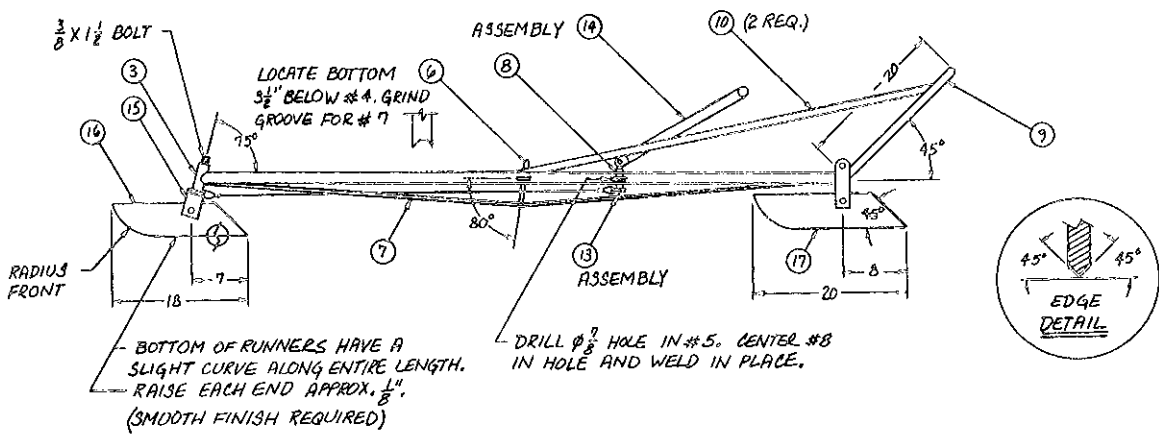 3/8 X 1 1/2 BOLT
3
15
16
75°
LOCATE BOTTOM
3 1/2" BELOW #4. GRIND
GROOVE FOR #7
6
ASSEMBLY
14
8
10 (2 REQ.)
20
9
45°
80°
7
13
ASSEMBLY
45°
17
8
20
RADIUS
FRONT
7
18
BOTTOM OF RUNNERS HAVE A
SLIGHT CURVE ALONG ENTIRE LENGTH.
RAISE EACH END APPROX. 1/8".
(SMOOTH FINISH REQUIRED)
DRILL φ 7/8 HOLE IN #5. CENTER #8
IN HOLE AND WELD IN PLACE.
45° 45°
EDGE
DETAIL